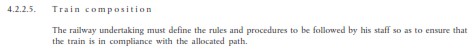 4.2.2.5. Train composition
The railway undertaking must define the rules and procedures to be followed by his staff so as to ensure that
the train is in compliance with the allocated path.